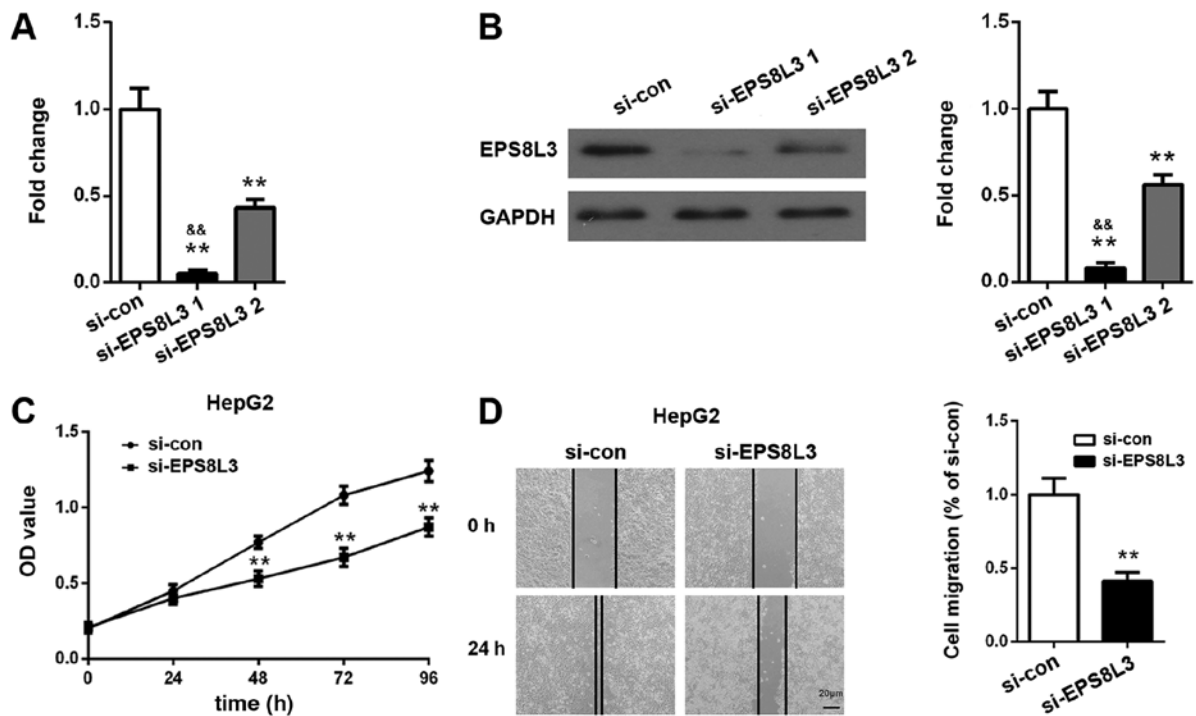 A
1.5
1.0
0.5
0.0
Fold change
&&
**
**
si-con
si-EPS8L3 1
si-EPS8L3 2
B
si-con
si-EPS8L3 1
si-EPS8L3 2
EPS8L3
GAPDH
1.5
1.0
0.5
0.0
Fold change
&&
**
**
si-con
si-EPS8L3 1
si-EPS8L3 2
C
HepG2
1.5
1.0
0.5
0.0
OD value
si-con
si-EPS8L3
**
**
**
0 24 48 72 96
time (h)
D
HepG2
si-con si-EPS8L3
0 h
24 h
20μm
1.5
1.0
0.5
0.0
Cell migration (% of si-con)
si-con
si-EPS8L3
**
si-con
si-EPS8L3